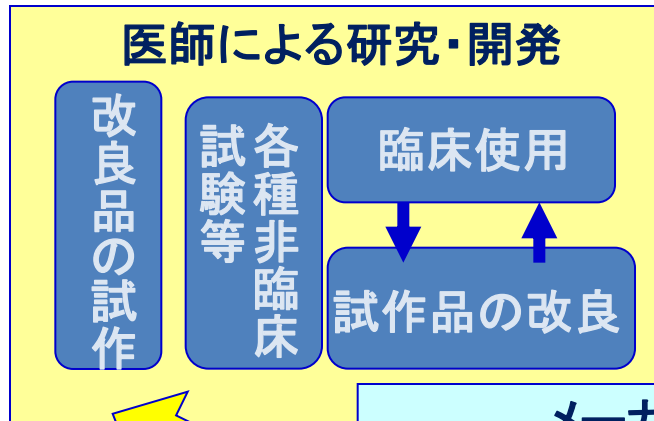 医師による研究・開発
改良品の試作
各種非臨床
試験等
臨床使用
試作品の改良